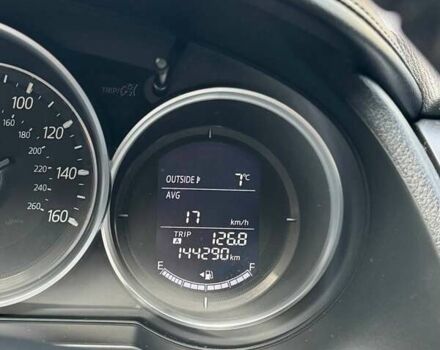 TRIP/
100
120
140
160
160
180
200
220
240
260
OUTSIDE 7°C
AVG
17 km/h
TRIP
A 126.8
144290 km
E F